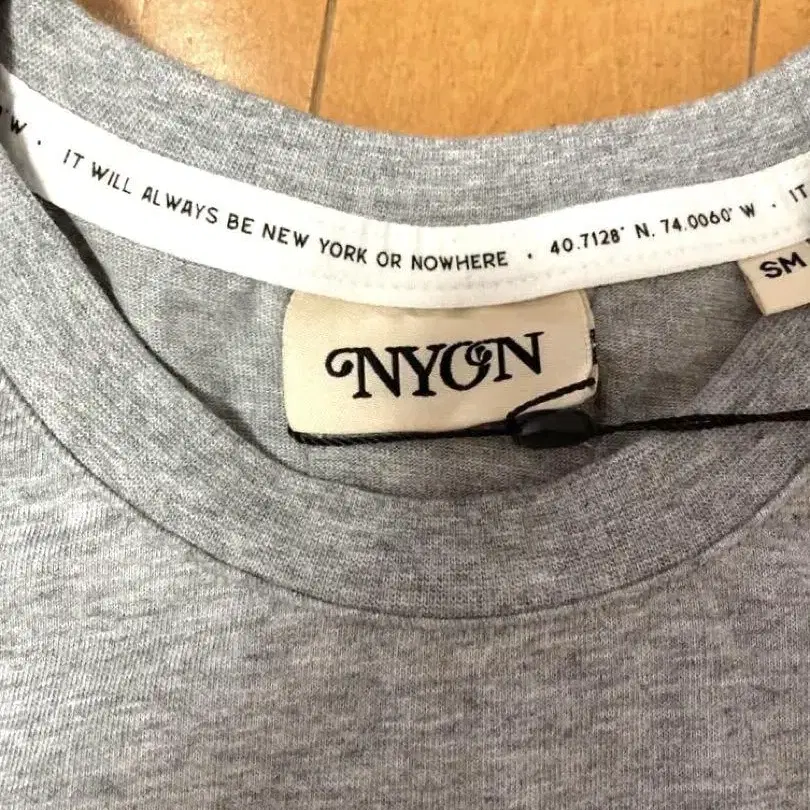 W · IT WILL ALWAYS BE NEW YORK OR NOWHERE · 40.7128° N. 74.0060° W · IT
NYON
SM